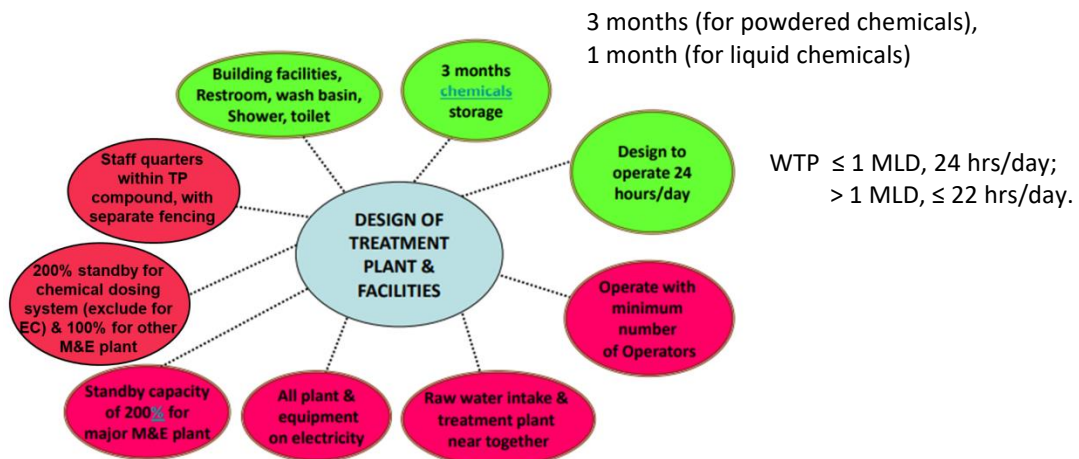 3 months (for powdered chemicals),
1 month (for liquid chemicals)
Building facilities,
Restroom, wash basin,
Shower, toilet
3 months
chemicals
storage
Design to
operate 24
hours/day
WTP ≤ 1 MLD, 24 hrs/day;
> 1 MLD, ≤ 22 hrs/day.
Staff quarters
within TP
compound, with
separate fencing
DESIGN OF
TREATMENT
PLANT &
FACILITIES
200% standby for
chemical dosing
system (exclude for
EC) & 100% for other
M&E plant
Operate with
minimum
number
of Operators
Standby capacity
of 200% for
major M&E plant
All plant &
equipment
on electricity
Raw water intake &
treatment plant
near together